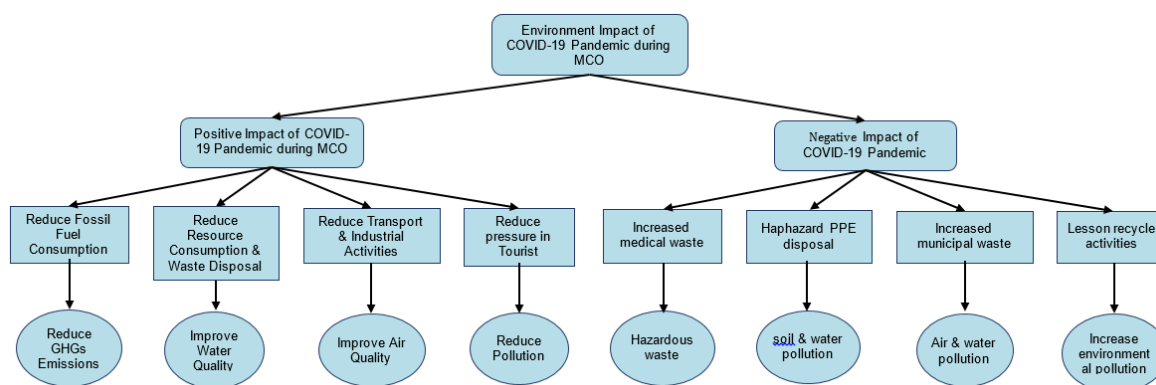 Environment Impact of
COVID-19 Pandemic during
MCO
Positive Impact of COVID-
19 Pandemic during MCO
Negative Impact of
COVID-19 Pandemic
Reduce Fossil
Fuel
Consumption
Reduce
Resource
Consumption &
Waste Disposal
Reduce Transport
& Industrial
Activities
Reduce
pressure in
Tourist
Increased
medical waste
Haphazard PPE
disposal
Increased
municipal waste
Lesson recycle
activities
Reduce
GHGs
Emissions
Improve
Water
Quality
Improve Air
Quality
Reduce
Pollution
Hazardous
waste
soil & water
pollution
Air & water
pollution
Increase
environment
al pollution